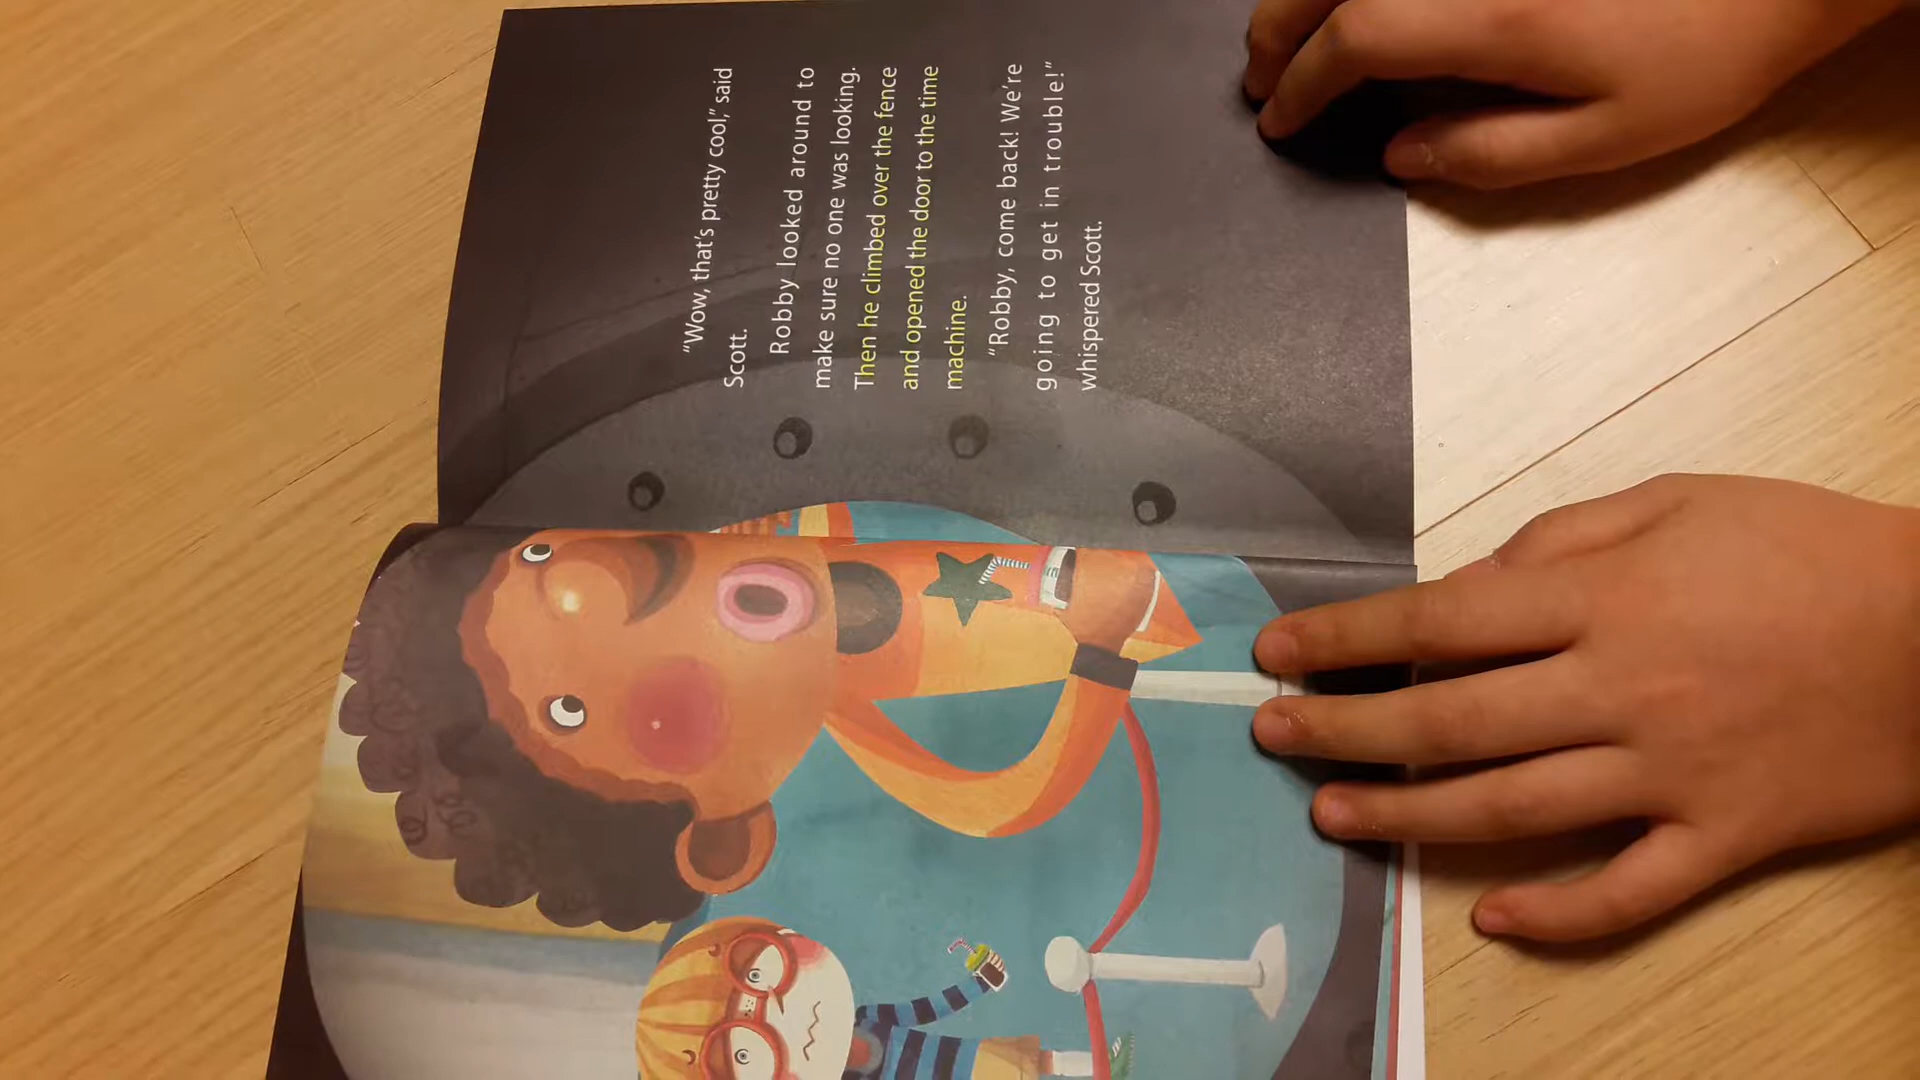 “Wow, that’s pretty cool,” said
Scott.
Robby looked around to
make sure no one was looking.
Then he climbed over the fence
and opened the door to the time
machine.
“Robby, come back! We’re
going to get in trouble!”
whispered Scott.